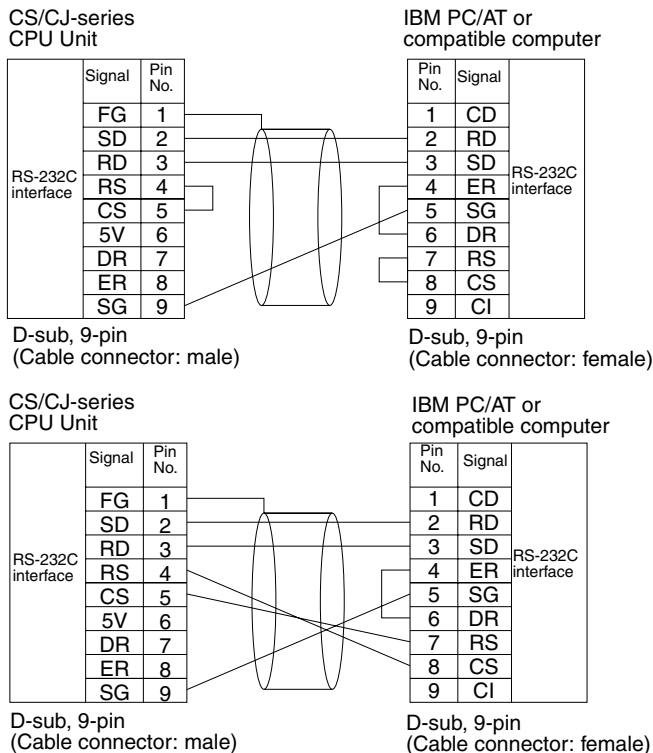 CS/CJ-series
CPU Unit
IBM PC/AT or
compatible computer
RS-232C
interface
Signal Pin
No.
FG 1
SD 2
RD 3
RS 4
CS 5
5V 6
DR 7
ER 8
SG 9
Pin
No. Signal
1 CD
2 RD
3 SD
4 ER
5 SG
6 DR
7 RS
8 CS
9 CI
RS-232C
interface
D-sub, 9-pin
(Cable connector: male)
D-sub, 9-pin
(Cable connector: female)
CS/CJ-series
CPU Unit
IBM PC/AT or
compatible computer
RS-232C
interface
Signal Pin
No.
FG 1
SD 2
RD 3
RS 4
CS 5
5V 6
DR 7
ER 8
SG 9
Pin
No. Signal
1 CD
2 RD
3 SD
4 ER
5 SG
6 DR
7 RS
8 CS
9 CI
RS-232C
interface
D-sub, 9-pin
(Cable connector: male)
D-sub, 9-pin
(Cable connector: female)